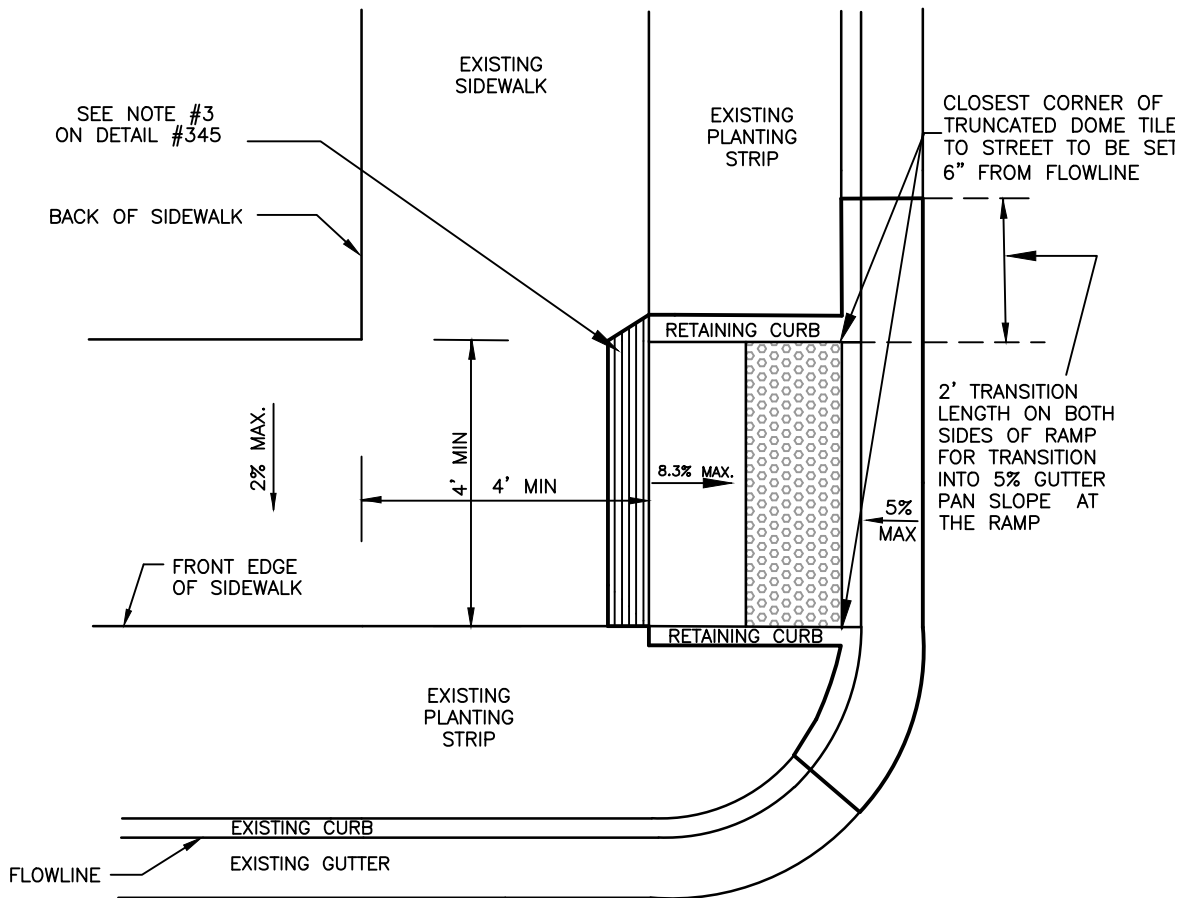 EXISTING
SIDEWALK
SEE NOTE #3
ON DETAIL #345
EXISTING
PLANTING
STRIP
CLOSEST CORNER OF
TRUNCATED DOME TILE
TO STREET TO BE SET
6" FROM FLOWLINE
BACK OF SIDEWALK
RETAINING CURB
2% MAX.
4' MIN
4' MIN
8.3% MAX.
5%
MAX
2' TRANSITION
LENGTH ON BOTH
SIDES OF RAMP
FOR TRANSITION
INTO 5% GUTTER
PAN SLOPE AT
THE RAMP
FRONT EDGE
OF SIDEWALK
RETAINING CURB
EXISTING
PLANTING
STRIP
EXISTING CURB
FLOWLINE
EXISTING GUTTER